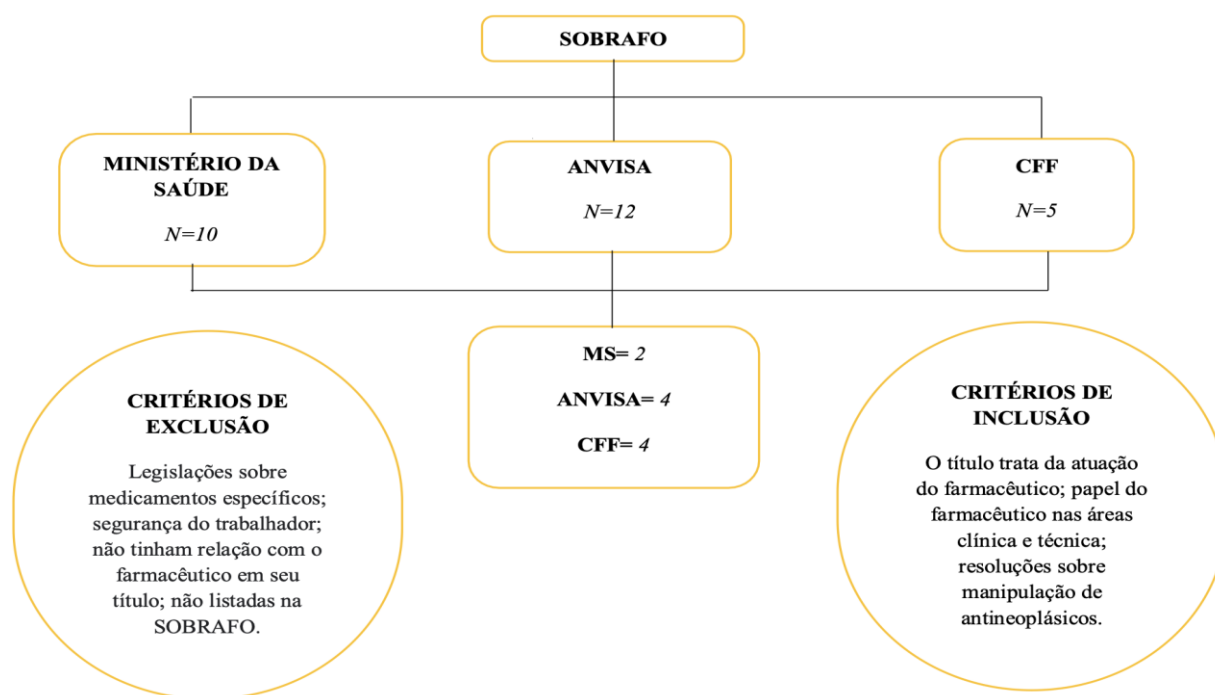 SOBRAFO
MINISTÉRIO DA
SAÚDE
N=10
ANVISA
N=12
CFF
N=5
MS= 2
ANVISA= 4
CFF= 4
CRITÉRIOS DE
EXCLUSÃO
Legislações sobre
medicamentos específicos;
segurança do trabalhador;
não tinham relação com o
farmacêutico em seu
título; não listadas na
SOBRAFO.
CRITÉRIOS DE
INCLUSÃO
O título trata da atuação
do farmacêutico; papel do
farmacêutico nas áreas
clínica e técnica;
resoluções sobre
manipulação de
antineoplásicos.